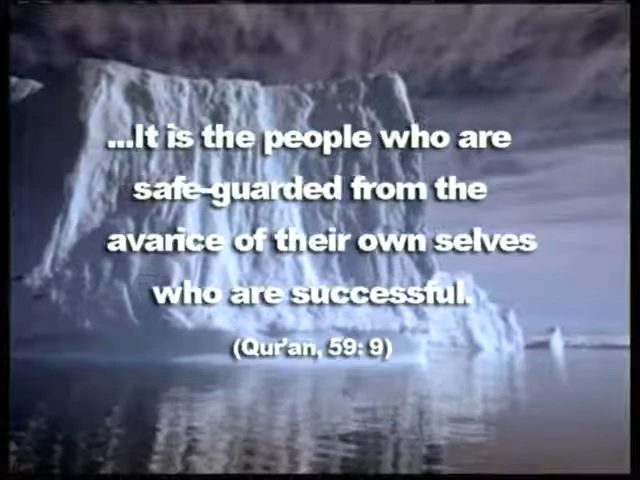 ...It is the people who are
safe-guarded from the
avarice of their own selves
who are successful.
(Qur'an, 59: 9)